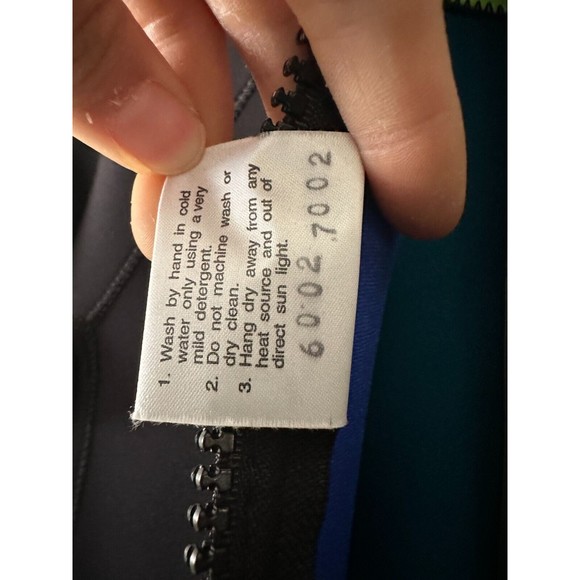 1. Wash by hand in cold
water only using a very
mild detergent.
2. Do not machine wash or
dry clean.
3. Hang dry away from any
heat source and out of
direct sun light.
6002 7002